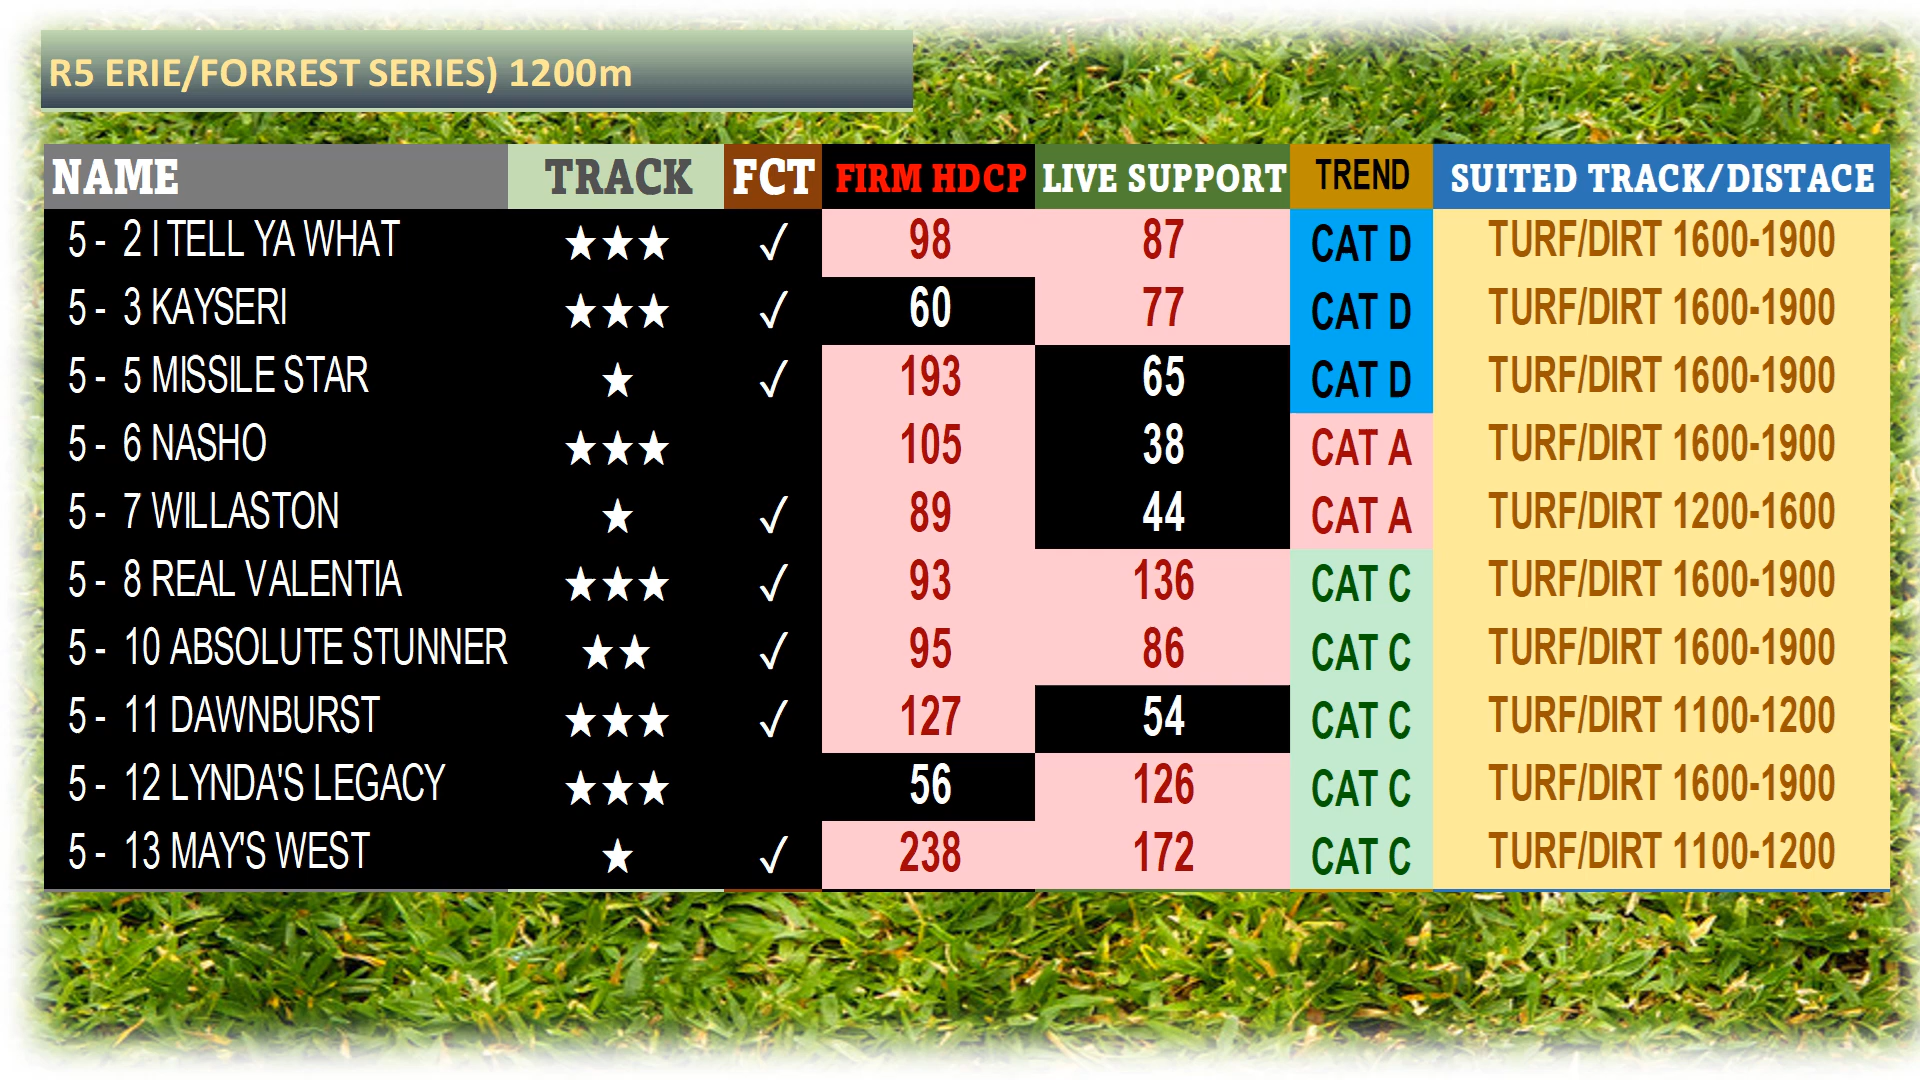 R5 ERIE/FORREST SERIES) 1200m
NAME TRACK FCT FIRM HDCP LIVE SUPPORT TREND SUITED TRACK/DISTACE
5 - 2 I TELL YA WHAT ★★★ ✓ 98 87 CAT D TURF/DIRT 1600-1900
5 - 3 KAYSERI ★★★ ✓ 60 77 CAT D TURF/DIRT 1600-1900
5 - 5 MISSILE STAR ★ ✓ 193 65 CAT D TURF/DIRT 1600-1900
5 - 6 NASHO ★★★ 105 38 CAT A TURF/DIRT 1600-1900
5 - 7 WILLASTON ★ ✓ 89 44 CAT A TURF/DIRT 1200-1600
5 - 8 REAL VALENTIA ★★★ ✓ 93 136 CAT C TURF/DIRT 1600-1900
5 - 10 ABSOLUTE STUNNER ★★ ✓ 95 86 CAT C TURF/DIRT 1600-1900
5 - 11 DAWNBURST ★★★ ✓ 127 54 CAT C TURF/DIRT 1100-1200
5 - 12 LYNDA'S LEGACY ★★★ 56 126 CAT C TURF/DIRT 1600-1900
5 - 13 MAY'S WEST ★ ✓ 238 172 CAT C TURF/DIRT 1100-1200